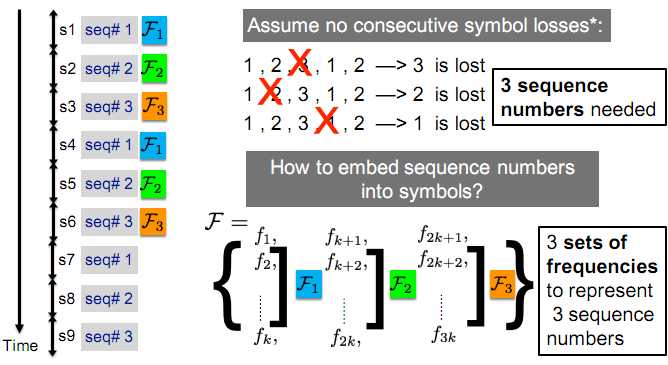 s1 seq# 1 ℱ₁
s2 seq# 2 ℱ₂
s3 seq# 3 ℱ₃
s4 seq# 1 ℱ₁
s5 seq# 2 ℱ₂
s6 seq# 3 ℱ₃
s7 seq# 1
s8 seq# 2
s9 seq# 3
Time
Assume no consecutive symbol losses*:
1 , 2 , 3 , 1 , 2 —> 3 is lost
1 , 2 , 3 , 1 , 2 —> 2 is lost
1 , 2 , 3 , 1 , 2 —> 1 is lost
3 sequence
numbers needed
How to embed sequence numbers
into symbols?
ℱ =
{ f₁, f₂, ⋯ fₖ, ] ℱ₁
fₖ₊₁, fₖ₊₂, ⋯ f₂ₖ, ] ℱ₂
f₂ₖ₊₁, f₂ₖ₊₂, ⋯ f₃ₖ ] ℱ₃ }
3 sets of
frequencies
to represent
3 sequence
numbers